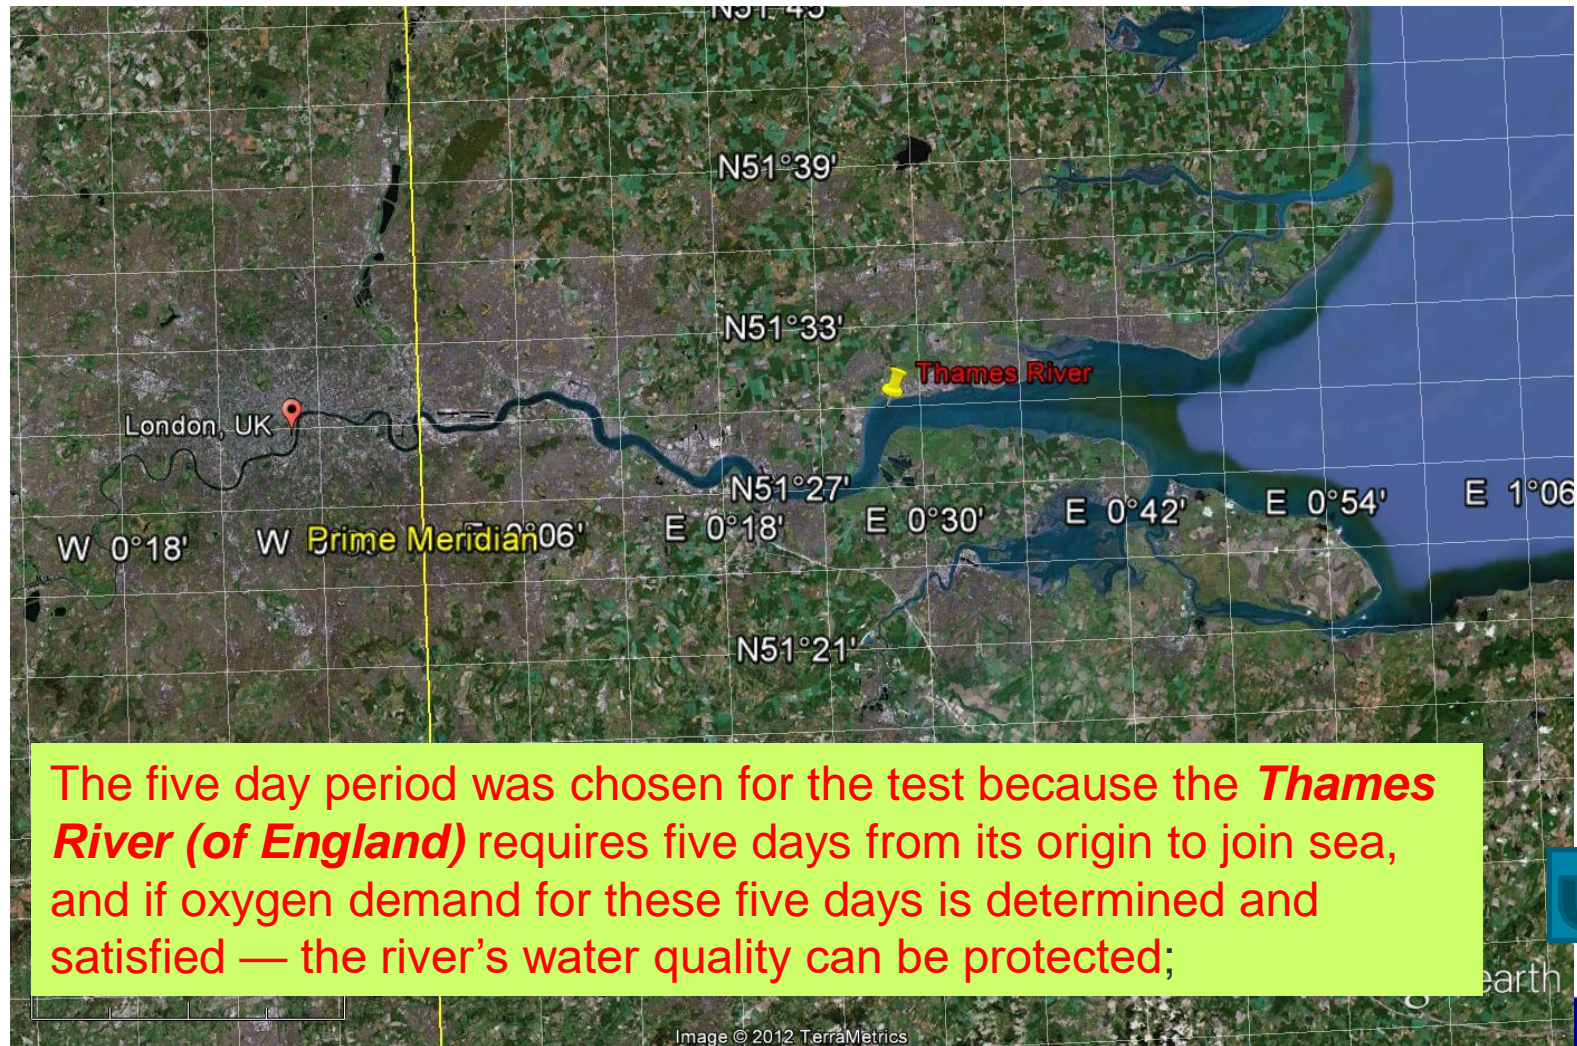 N51°39'
N51°33'
Thames River
London, UK
N51°27'
W 0°18'
W
Prime Meridian
06'
E 0°18'
E 0°30'
E 0°42'
E 0°54'
E 1°06
N51°21'
The five day period was chosen for the test because the Thames
River (of England) requires five days from its origin to join sea,
and if oxygen demand for these five days is determined and
satisfied — the river’s water quality can be protected;
earth
Image © 2012 TerraMetrics